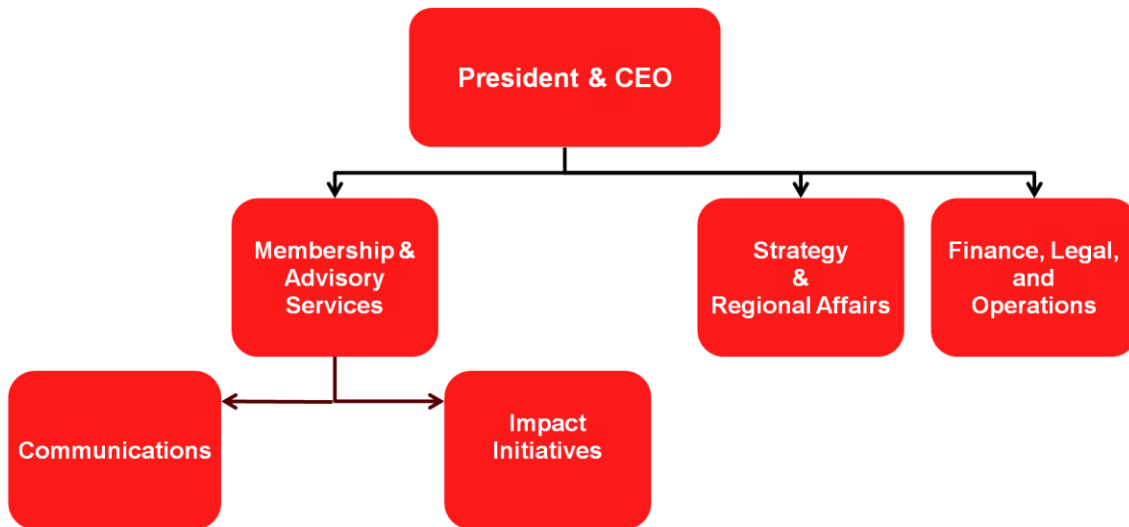 President & CEO
Membership &
Advisory
Services
Strategy
&
Regional Affairs
Finance, Legal,
and
Operations
Communications
Impact
Initiatives